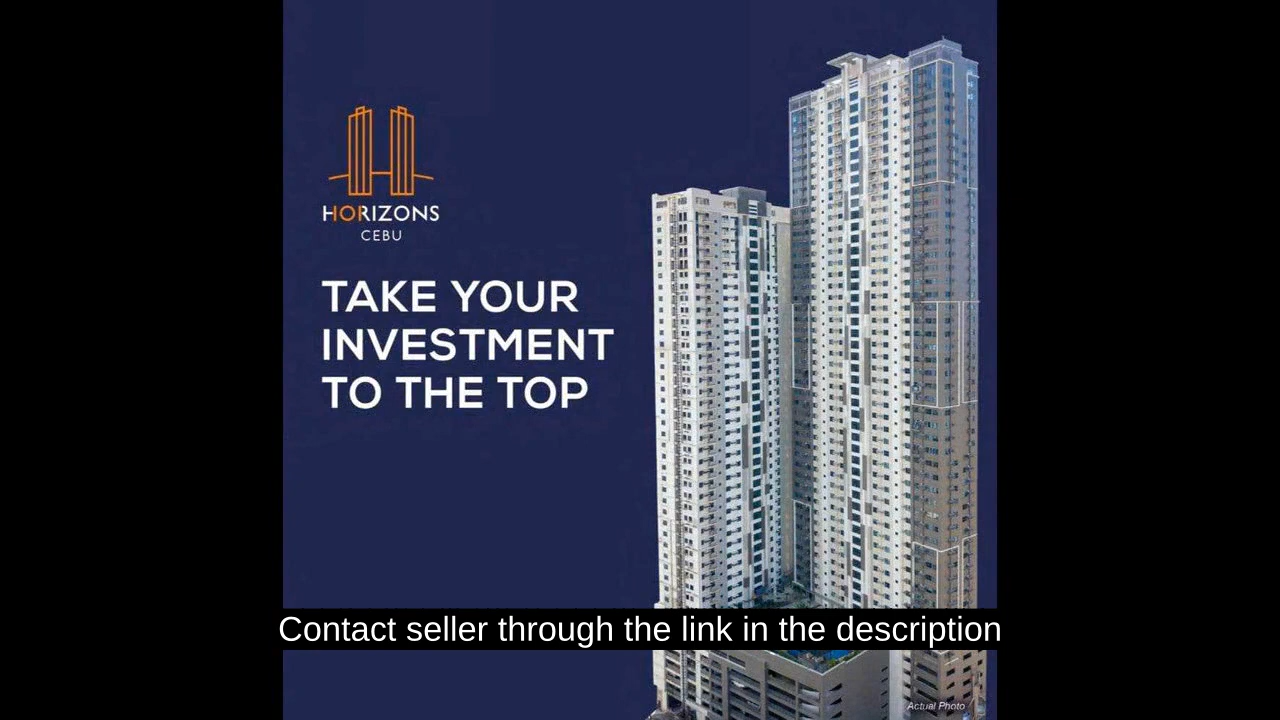 HORIZONS
CEBU
TAKE YOUR
INVESTMENT
TO THE TOP
Contact seller through the link in the description
Actual Photo